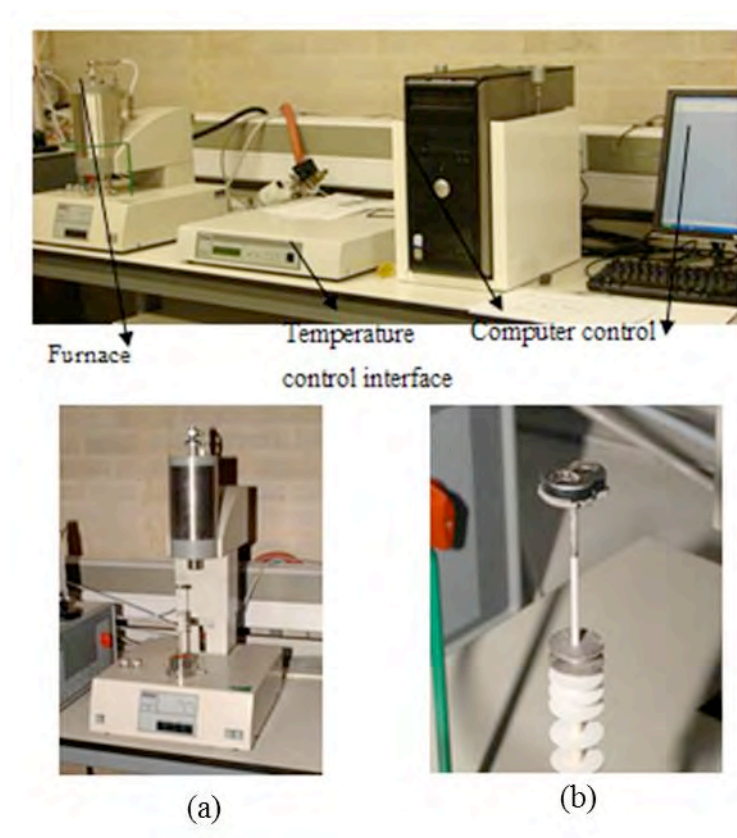 Furnace
Temperature
control interface
Computer control
(a)
(b)